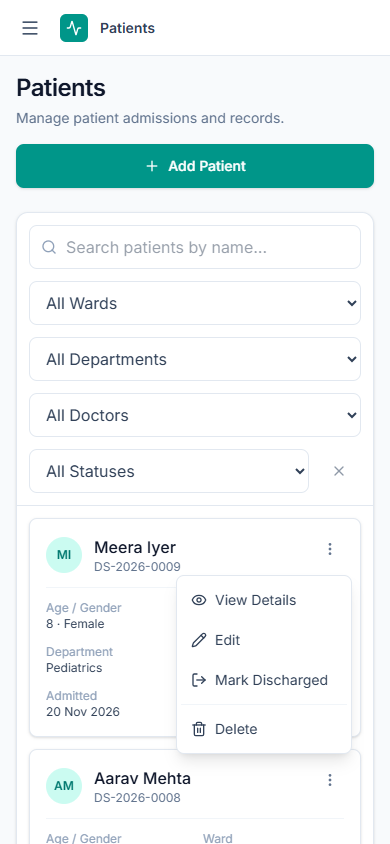 Patients
Patients
Manage patient admissions and records.
Add Patient
Search patients by name...
All Wards
All Departments
All Doctors
All Statuses
MI
Meera Iyer
DS-2026-0009
Age / Gender
8 · Female
Department
Pediatrics
Admitted
20 Nov 2026
View Details
Edit
Mark Discharged
Delete
AM
Aarav Mehta
DS-2026-0008
Age / Gender
Ward